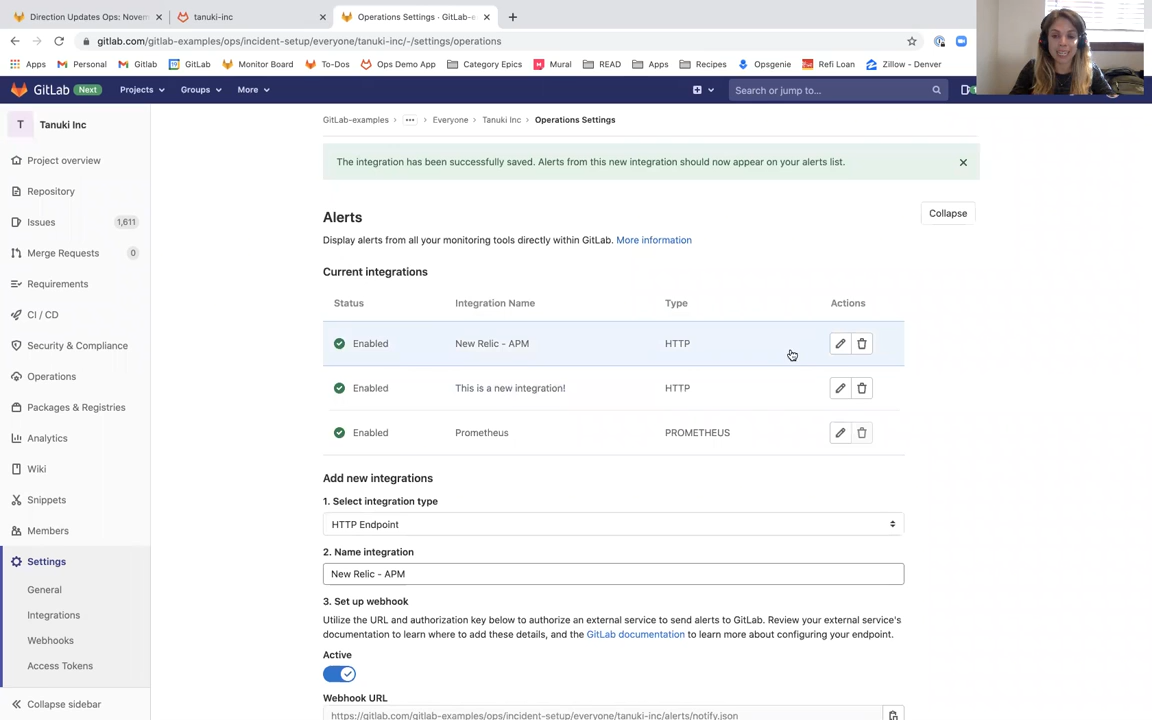 Direction Updates Ops: Novem
tanuki-inc
Operations Settings · GitLab-e
gitlab.com/gitlab-examples/ops/incident-setup/everyone/tanuki-inc/-/settings/operations
Apps Personal Gitlab GitLab Monitor Board To-Dos Ops Demo App Category Epics Mural READ Apps Recipes Opsgenie Refi Loan Zillow - Denver
GitLab Next Projects Groups More Search or jump to...
T Tanuki Inc
GitLab-examples › ... › Everyone › Tanuki Inc › Operations Settings
Project overview
Repository
Issues 1,611
Merge Requests 0
Requirements
CI / CD
Security & Compliance
Operations
Packages & Registries
Analytics
Wiki
Snippets
Members
Settings
General
Integrations
Webhooks
Access Tokens
Collapse sidebar
The integration has been successfully saved. Alerts from this new integration should now appear on your alerts list.
Alerts
Collapse
Display alerts from all your monitoring tools directly within GitLab. More information
Current integrations
Status Integration Name Type Actions
Enabled New Relic - APM HTTP
Enabled This is a new integration! HTTP
Enabled Prometheus PROMETHEUS
Add new integrations
1. Select integration type
HTTP Endpoint
2. Name integration
New Relic - APM
3. Set up webhook
Utilize the URL and authorization key below to authorize an external service to send alerts to GitLab. Review your external service's
documentation to learn where to add these details, and the GitLab documentation to learn more about configuring your endpoint.
Active
Webhook URL
https://gitlab.com/gitlab-examples/ops/incident-setup/everyone/tanuki-inc/alerts/notify.json